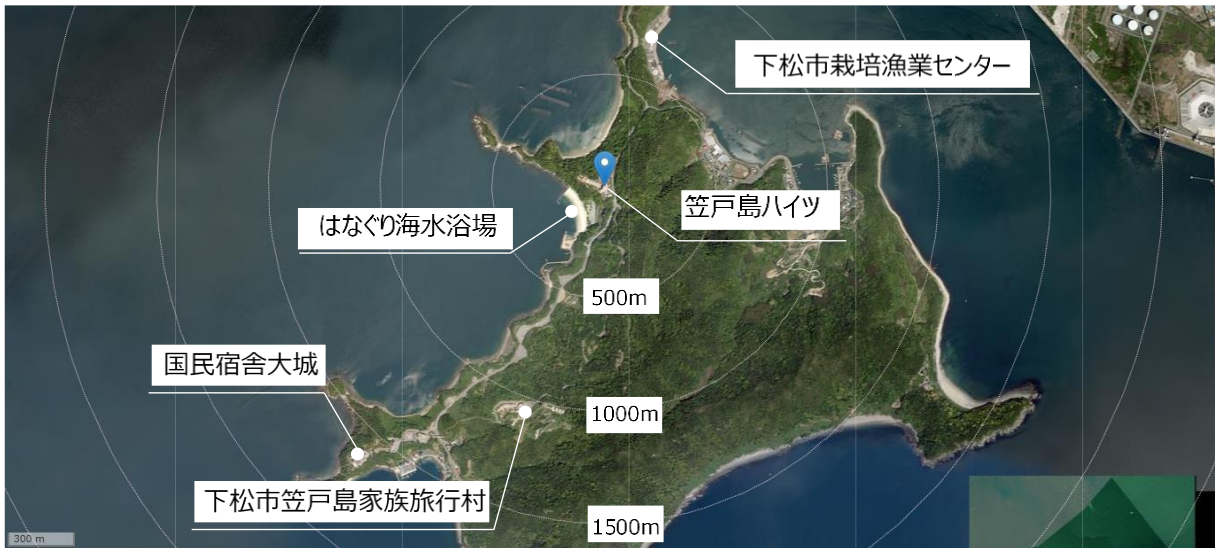 下松市栽培漁業センター
笠戸島ハイツ
はなぐり海水浴場
500m
国民宿舎大城
1000m
下松市笠戸島家族旅行村
1500m
300 m